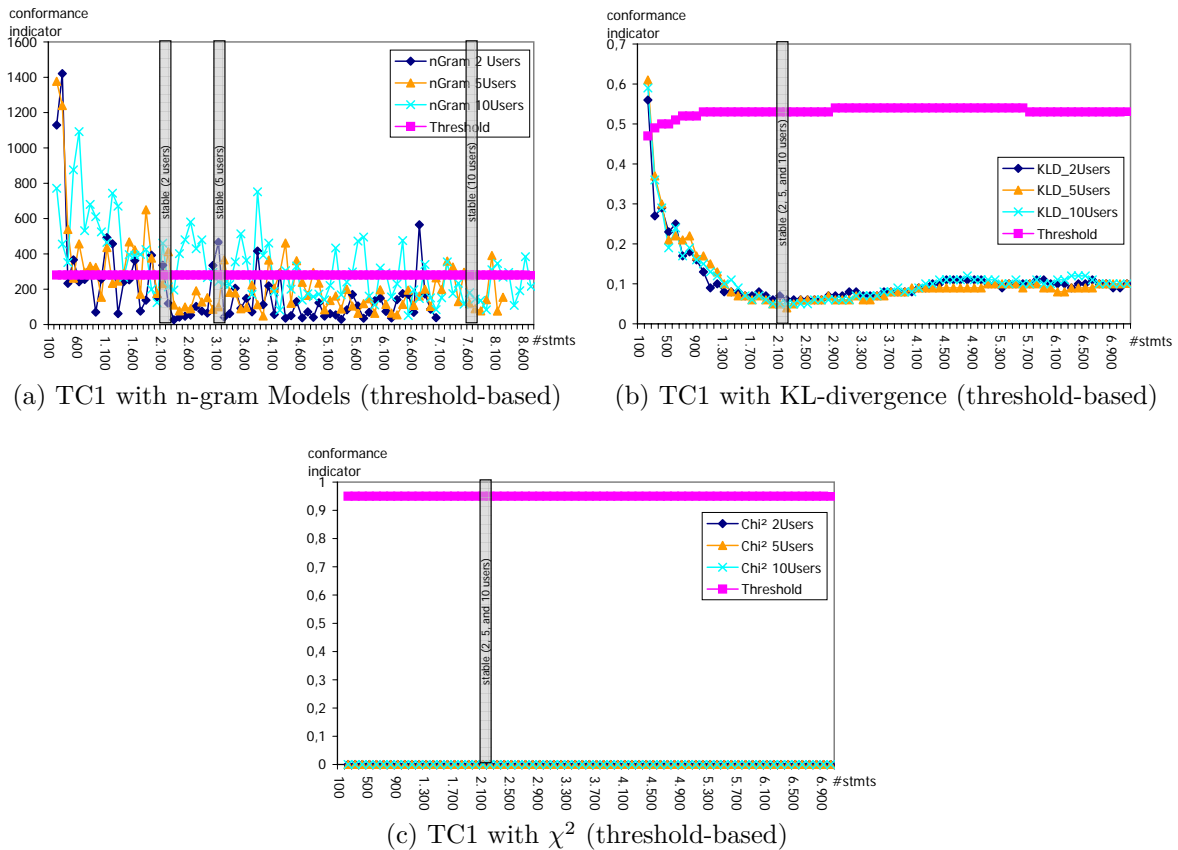 conformance
indicator
1600
1400
1200
1000
800
600
400
200
0
nGram 2 Users
nGram 5Users
nGram 10Users
Threshold
stable (2 users)
stable (5 users)
stable (10 users)
100
600
1.100
1.600
2.100
2.600
3.100
3.600
4.100
4.600
5.100
5.600
6.100
6.600
7.100
7.600
8.100
8.600
#stmts
(a) TC1 with n-gram Models (threshold-based)
conformance
indicator
0,7
0,6
0,5
0,4
0,3
0,2
0,1
0
KLD_2Users
KLD_5Users
KLD_10Users
Threshold
stable (2, 5, and 10 users)
100
500
900
1.300
1.700
2.100
2.500
2.900
3.300
3.700
4.100
4.500
4.900
5.300
5.700
6.100
6.500
6.900
#stmts
(b) TC1 with KL-divergence (threshold-based)
conformance
indicator
1
0,9
0,8
0,7
0,6
0,5
0,4
0,3
0,2
0,1
0
Chi² 2Users
Chi² 5Users
Chi² 10Users
Threshold
stable (2, 5, and 10 users)
100
500
900
1.300
1.700
2.100
2.500
2.900
3.300
3.700
4.100
4.500
4.900
5.300
5.700
6.100
6.500
6.900
#stmts
(c) TC1 with χ² (threshold-based)